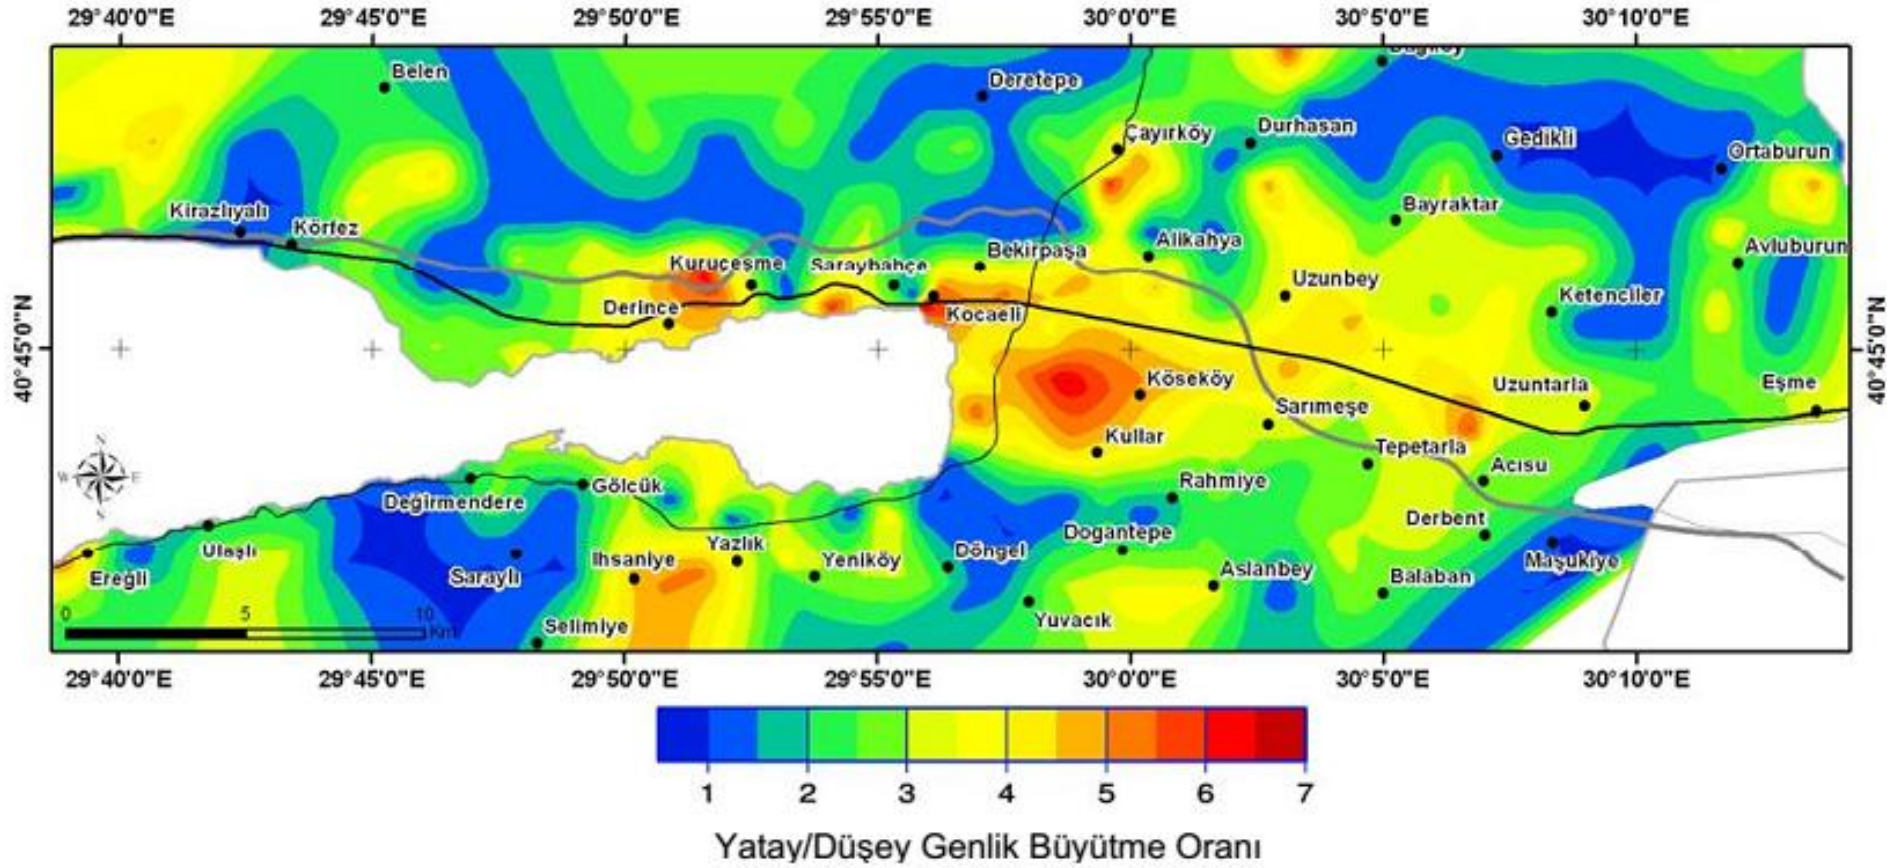 29°40'0"E 29°45'0"E 29°50'0"E 29°55'0"E 30°0'0"E 30°5'0"E 30°10'0"E
Belen
Deretepe
Çayırköy
Durhasan
Gedikli
Ortaburun
Kirazlıyalı
Körfez
Bayraktar
Alikahya
Avluburun
Kuruçeşme
Saraybahçe
Bekirpaşa
Uzunbey
Ketenciler
Derince
Kocaeli
40°45'0"N
40°45'0"N
Köseköy
Uzuntarla
Eşme
Sarımeşe
Kullar
Tepetarla
Acısu
N
W E
S
Değirmendere
Gölcük
Rahmiye
Derbent
Ulaşlı
Ereğli
Saraylı
Ihsaniye
Yazlık
Yeniköy
Döngel
Dogantepe
Aslanbey
Balaban
Maşukiye
Selimiye
Yuvacık
0 5 10
Km
29°40'0"E 29°45'0"E 29°50'0"E 29°55'0"E 30°0'0"E 30°5'0"E 30°10'0"E
1 2 3 4 5 6 7
Yatay/Düşey Genlik Büyütme Oranı